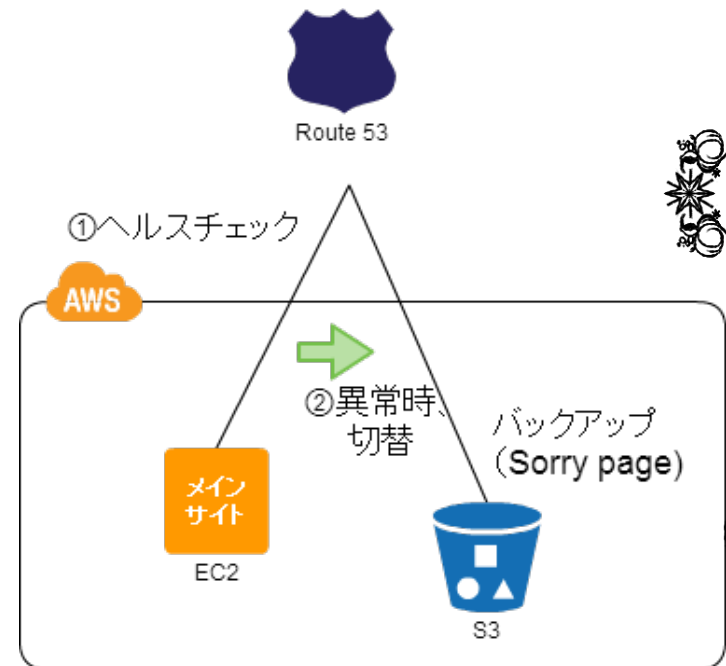 Route 53
①ヘルスチェック
AWS
②異常時、
切替
バックアップ
（Sorry page）
メイン
サイト
EC2
S3